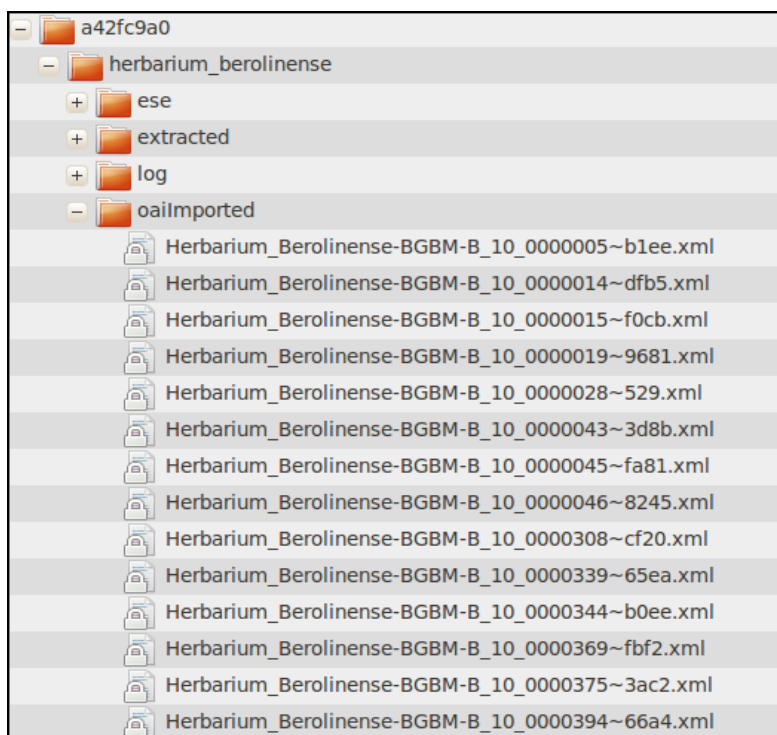 a42fc9a0
herbarium_berolinense
ese
extracted
log
oaiImported
Herbarium_Berolinense-BGBM-B_10_0000005~b1ee.xml
Herbarium_Berolinense-BGBM-B_10_0000014~dfb5.xml
Herbarium_Berolinense-BGBM-B_10_0000015~f0cb.xml
Herbarium_Berolinense-BGBM-B_10_0000019~9681.xml
Herbarium_Berolinense-BGBM-B_10_0000028~529.xml
Herbarium_Berolinense-BGBM-B_10_0000043~3d8b.xml
Herbarium_Berolinense-BGBM-B_10_0000045~fa81.xml
Herbarium_Berolinense-BGBM-B_10_0000046~8245.xml
Herbarium_Berolinense-BGBM-B_10_0000308~cf20.xml
Herbarium_Berolinense-BGBM-B_10_0000339~65ea.xml
Herbarium_Berolinense-BGBM-B_10_0000344~b0ee.xml
Herbarium_Berolinense-BGBM-B_10_0000369~fbf2.xml
Herbarium_Berolinense-BGBM-B_10_0000375~3ac2.xml
Herbarium_Berolinense-BGBM-B_10_0000394~66a4.xml